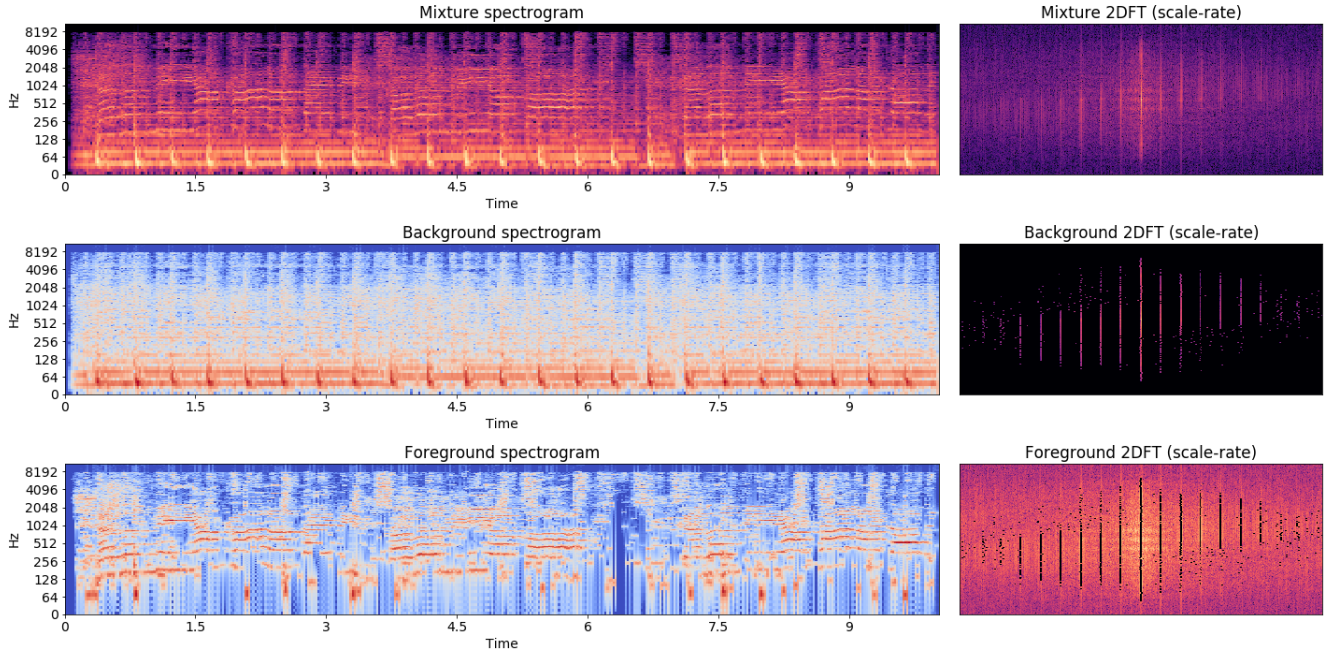 Mixture spectrogram
Mixture 2DFT (scale-rate)
8192
4096
2048
1024
512
256
128
64
0
Hz
0 1.5 3 4.5 6 7.5 9
Time
Background spectrogram
Background 2DFT (scale-rate)
8192
4096
2048
1024
512
256
128
64
0
Hz
0 1.5 3 4.5 6 7.5 9
Time
Foreground spectrogram
Foreground 2DFT (scale-rate)
8192
4096
2048
1024
512
256
128
64
0
Hz
0 1.5 3 4.5 6 7.5 9
Time